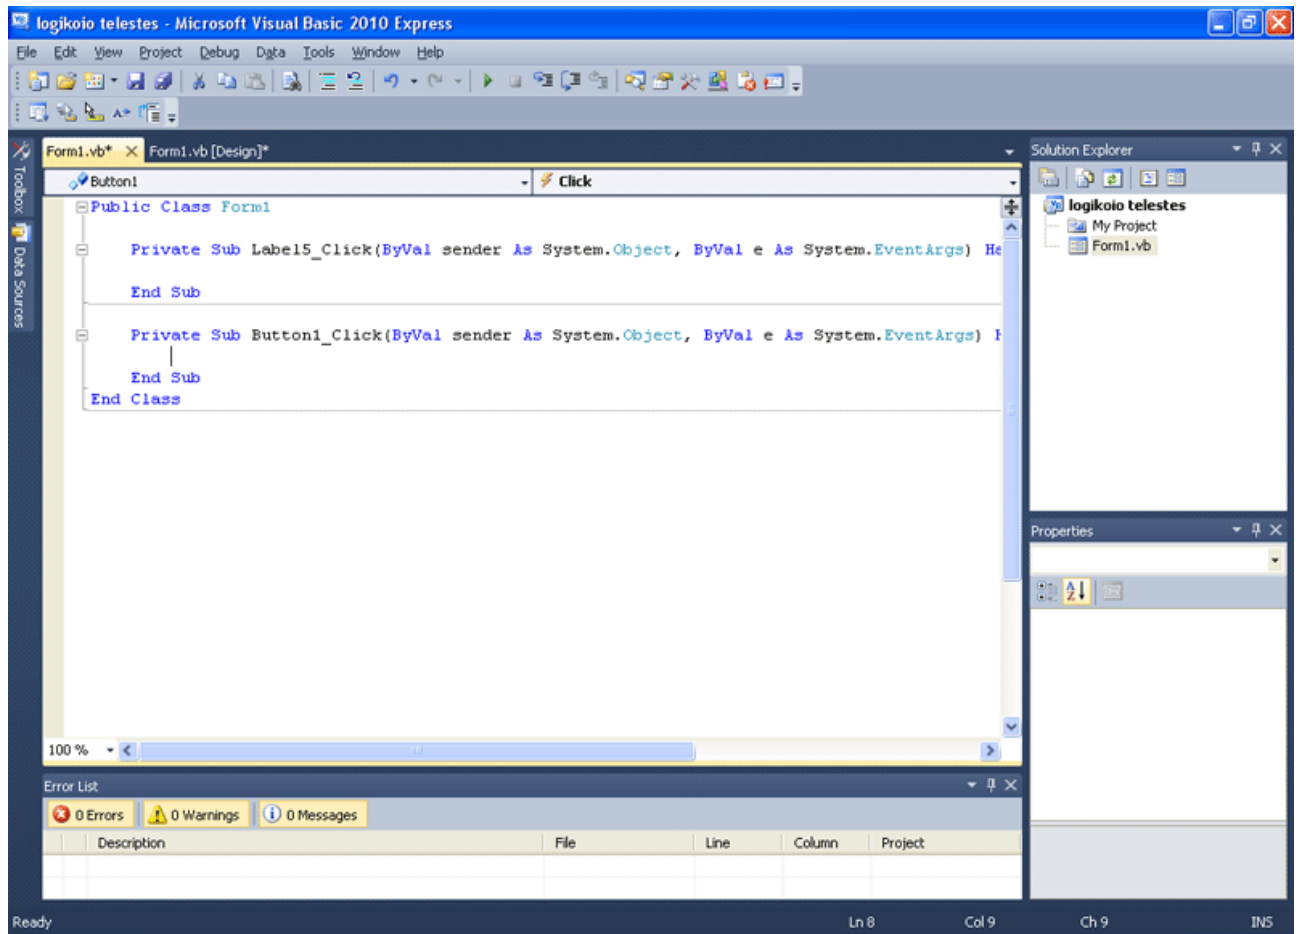 logikoio telestes - Microsoft Visual Basic 2010 Express
File Edit View Project Debug Data Tools Window Help
Toolbox
Data Sources
Form1.vb* Form1.vb [Design]*
Button1 Click
Public Class Form1
Private Sub Label5_Click(ByVal sender As System.Object, ByVal e As System.EventArgs) Ha
End Sub
Private Sub Button1_Click(ByVal sender As System.Object, ByVal e As System.EventArgs) H
End Sub
End Class
100 %
Solution Explorer
logikoio telestes
My Project
Form1.vb
Properties
Error List
0 Errors 0 Warnings 0 Messages
Description File Line Column Project
Ready Ln 8 Col 9 Ch 9 INS